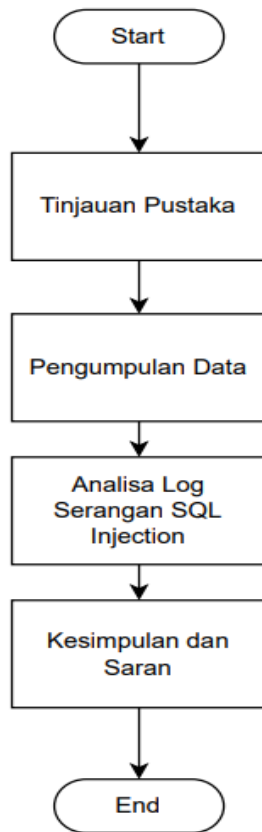 Start
Tinjauan Pustaka
Pengumpulan Data
Analisa Log
Serangan SQL
Injection
Kesimpulan dan
Saran
End